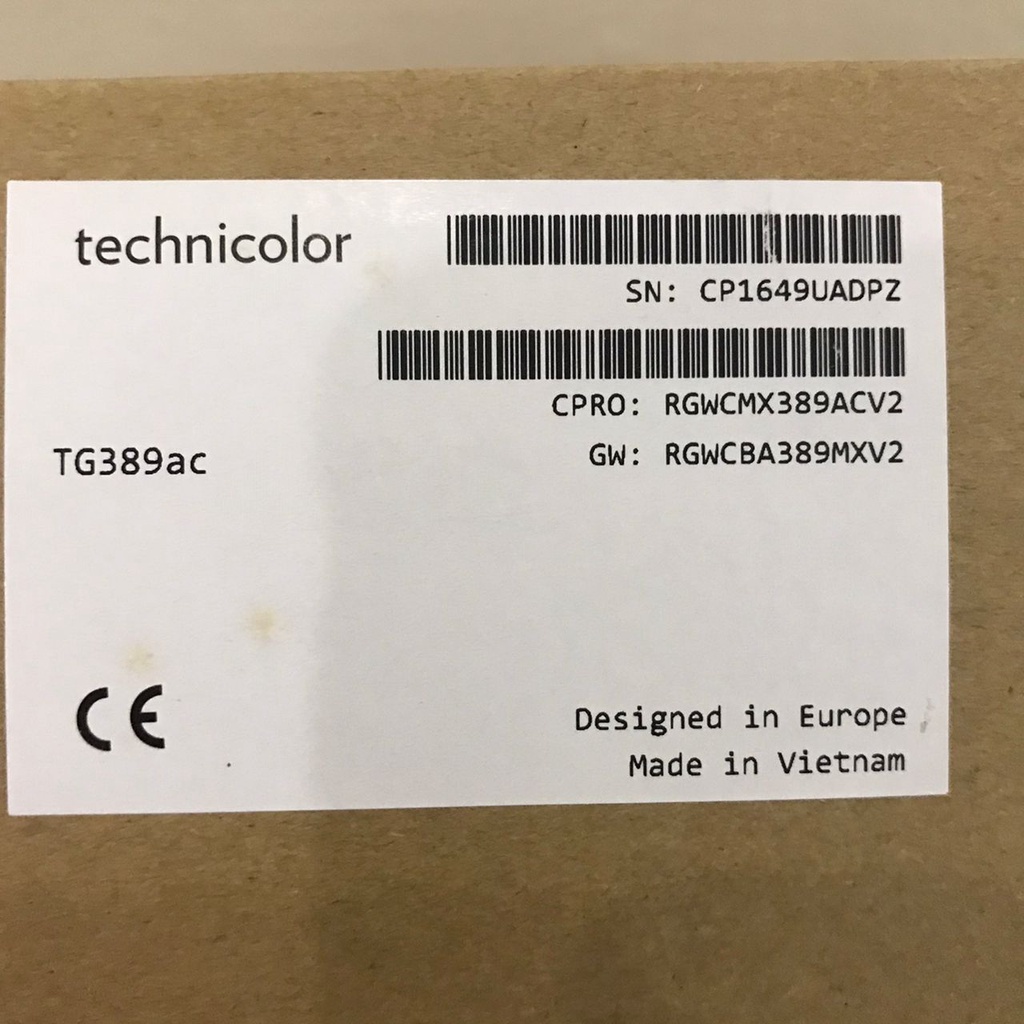 technicolor
SN: CP1649UADPZ
CPRO: RGWCMX389ACV2
TG389ac
GW: RGWCBA389MXV2
CE
Designed in Europe
Made in Vietnam